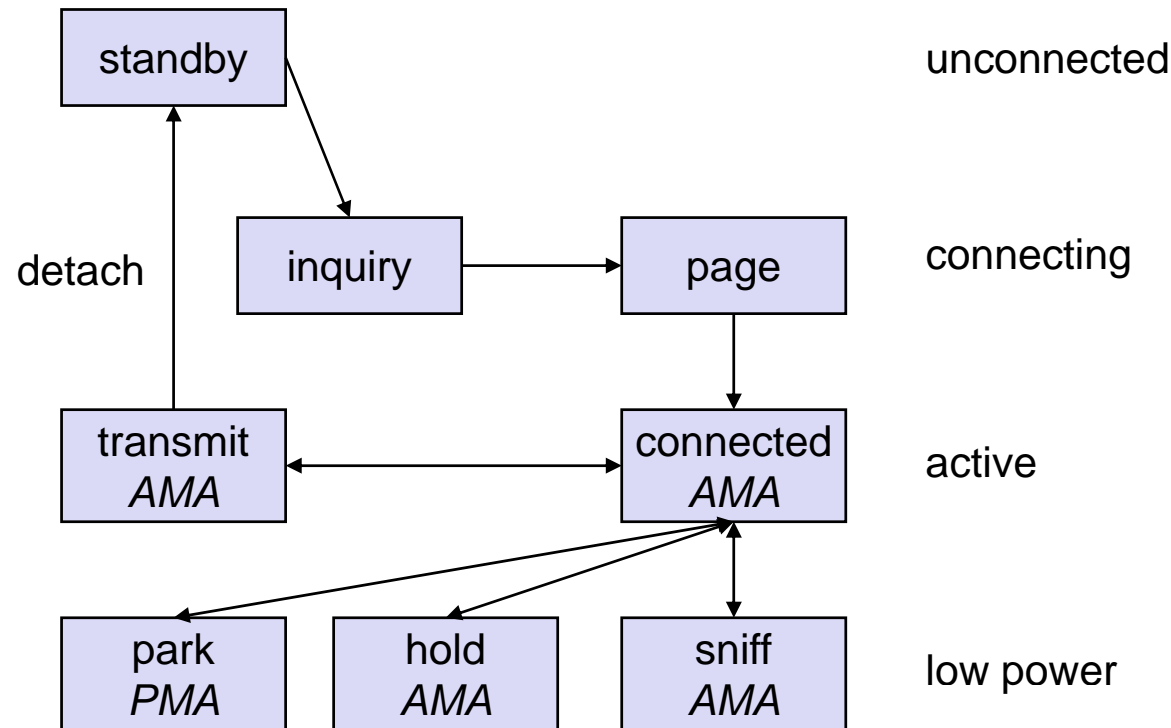 standby
unconnected
inquiry
page
connecting
detach
transmit
AMA
connected
AMA
active
park
PMA
hold
AMA
sniff
AMA
low power